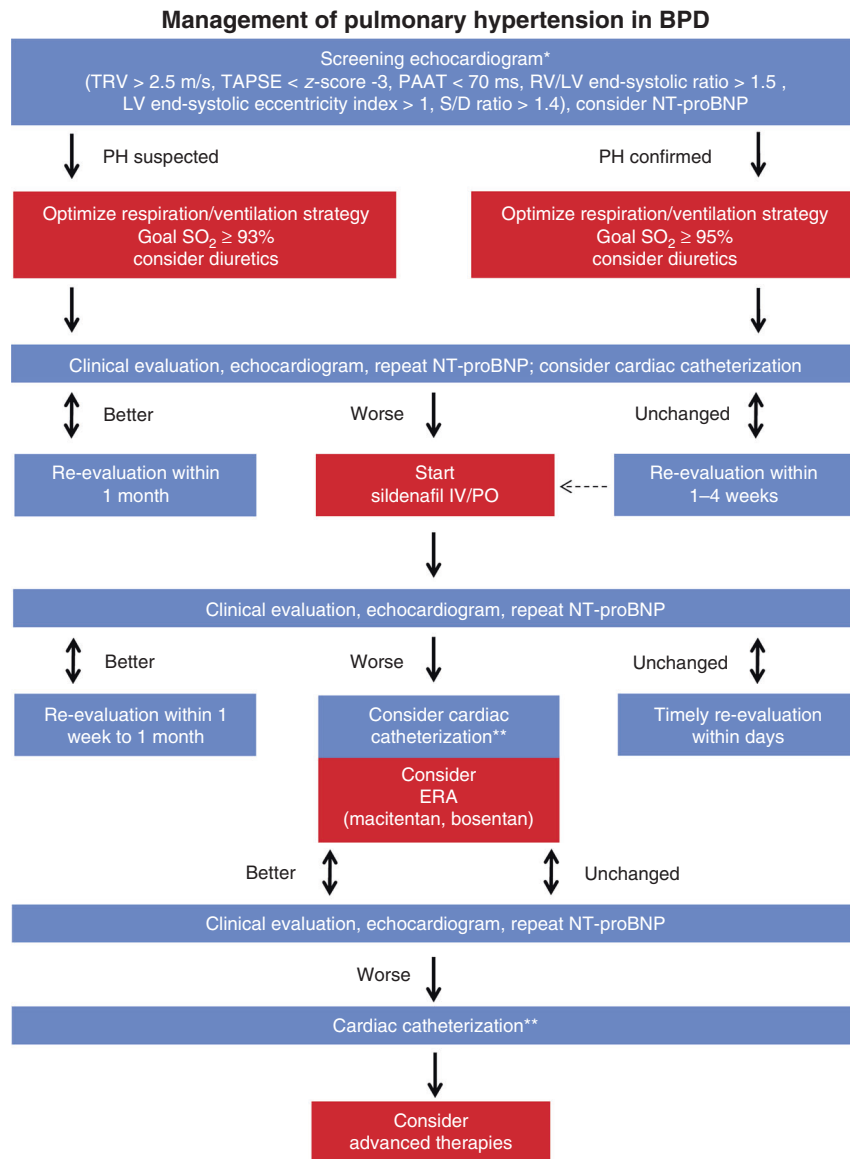 Management of pulmonary hypertension in BPD
Screening echocardiogram*
(TRV > 2.5 m/s, TAPSE < z-score -3, PAAT < 70 ms, RV/LV end-systolic ratio > 1.5 ,
LV end-systolic eccentricity index > 1, S/D ratio > 1.4), consider NT-proBNP
PH suspected
PH confirmed
Optimize respiration/ventilation strategy
Goal SO₂ ≥ 93%
consider diuretics
Optimize respiration/ventilation strategy
Goal SO₂ ≥ 95%
consider diuretics
Clinical evaluation, echocardiogram, repeat NT-proBNP; consider cardiac catheterization
Better
Worse
Unchanged
Re-evaluation within
1 month
Start
sildenafil IV/PO
Re-evaluation within
1–4 weeks
Clinical evaluation, echocardiogram, repeat NT-proBNP
Better
Worse
Unchanged
Re-evaluation within 1
week to 1 month
Consider cardiac
catheterization**
Timely re-evaluation
within days
Consider
ERA
(macitentan, bosentan)
Better
Unchanged
Clinical evaluation, echocardiogram, repeat NT-proBNP
Worse
Cardiac catheterization**
Consider
advanced therapies